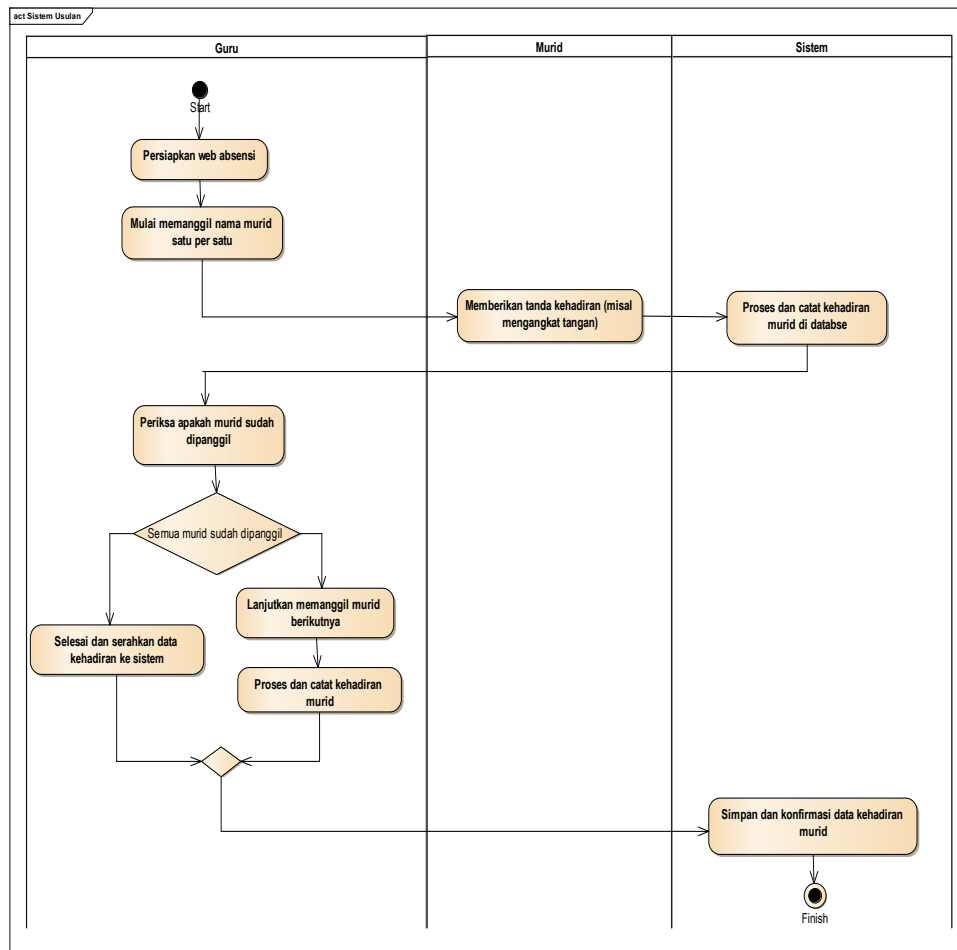 act Sistem Usulan
Guru
Murid
Sistem
Start
Persiapkan web absensi
Mulai memanggil nama murid
satu per satu
Memberikan tanda kehadiran (misal
mengangkat tangan)
Proses dan catat kehadiran
murid di databse
Periksa apakah murid sudah
dipanggil
Semua murid sudah dipanggil
Lanjutkan memanggil murid
berikutnya
Selesai dan serahkan data
kehadiran ke sistem
Proses dan catat kehadiran
murid
Simpan dan konfirmasi data kehadiran
murid
Finish